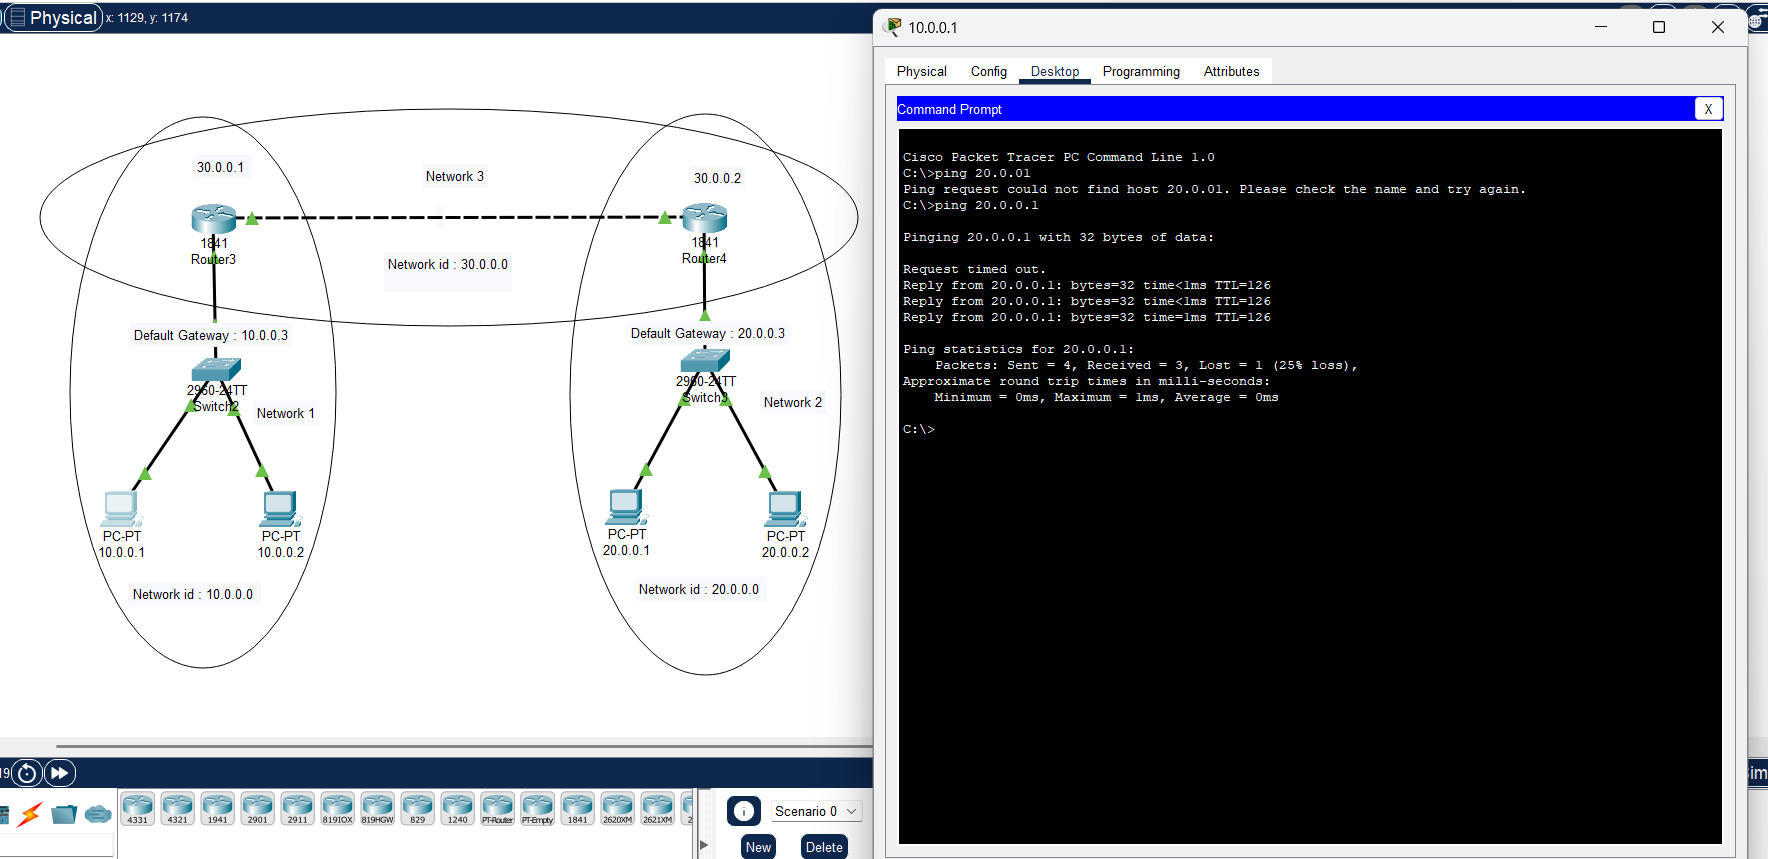 Physical x: 1129, y: 1174
30.0.0.1
Network 3
30.0.0.2
1841
Router3
1841
Router4
Network id : 30.0.0.0
Default Gateway : 10.0.0.3
Default Gateway : 20.0.0.3
2960-24TT
Switch2
Network 1
2960-24TT
Switch3
Network 2
PC-PT
10.0.0.1
PC-PT
10.0.0.2
PC-PT
20.0.0.1
PC-PT
20.0.0.2
Network id : 10.0.0.0
Network id : 20.0.0.0
4331 4321 1941 2901 2911 819IOX 819HGW 829 1240 PT-Router PT-Empty 1841 2620XM 2621XM
Scenario 0
New Delete
10.0.0.1
Physical Config Desktop Programming Attributes
Command Prompt X
Cisco Packet Tracer PC Command Line 1.0
C:\>ping 20.0.01
Ping request could not find host 20.0.01. Please check the name and try again.
C:\>ping 20.0.0.1
Pinging 20.0.0.1 with 32 bytes of data:
Request timed out.
Reply from 20.0.0.1: bytes=32 time<1ms TTL=126
Reply from 20.0.0.1: bytes=32 time<1ms TTL=126
Reply from 20.0.0.1: bytes=32 time=1ms TTL=126
Ping statistics for 20.0.0.1:
Packets: Sent = 4, Received = 3, Lost = 1 (25% loss),
Approximate round trip times in milli-seconds:
Minimum = 0ms, Maximum = 1ms, Average = 0ms
C:\>